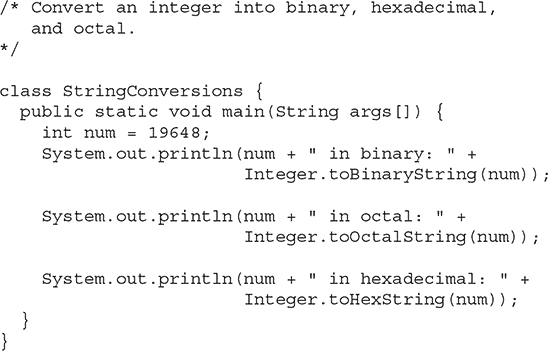 /* Convert an integer into binary, hexadecimal,
   and octal.
*/

class StringConversions {
  public static void main(String args[]) {
    int num = 19648;
    System.out.println(num + " in binary: " +
                       Integer.toBinaryString(num));

    System.out.println(num + " in octal: " +
                       Integer.toOctalString(num));

    System.out.println(num + " in hexadecimal: " +
                       Integer.toHexString(num));
  }
}